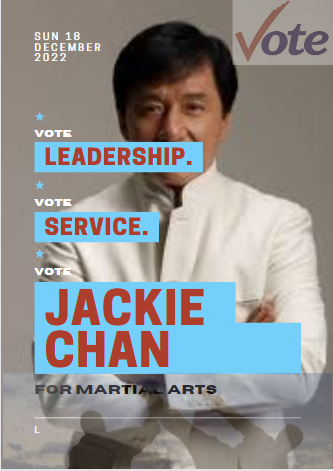 Vote
SUN 18
DECEMBER
2022
VOTE
LEADERSHIP.
VOTE
SERVICE.
VOTE
JACKIE
CHAN
FOR MARTIAL ARTS
L